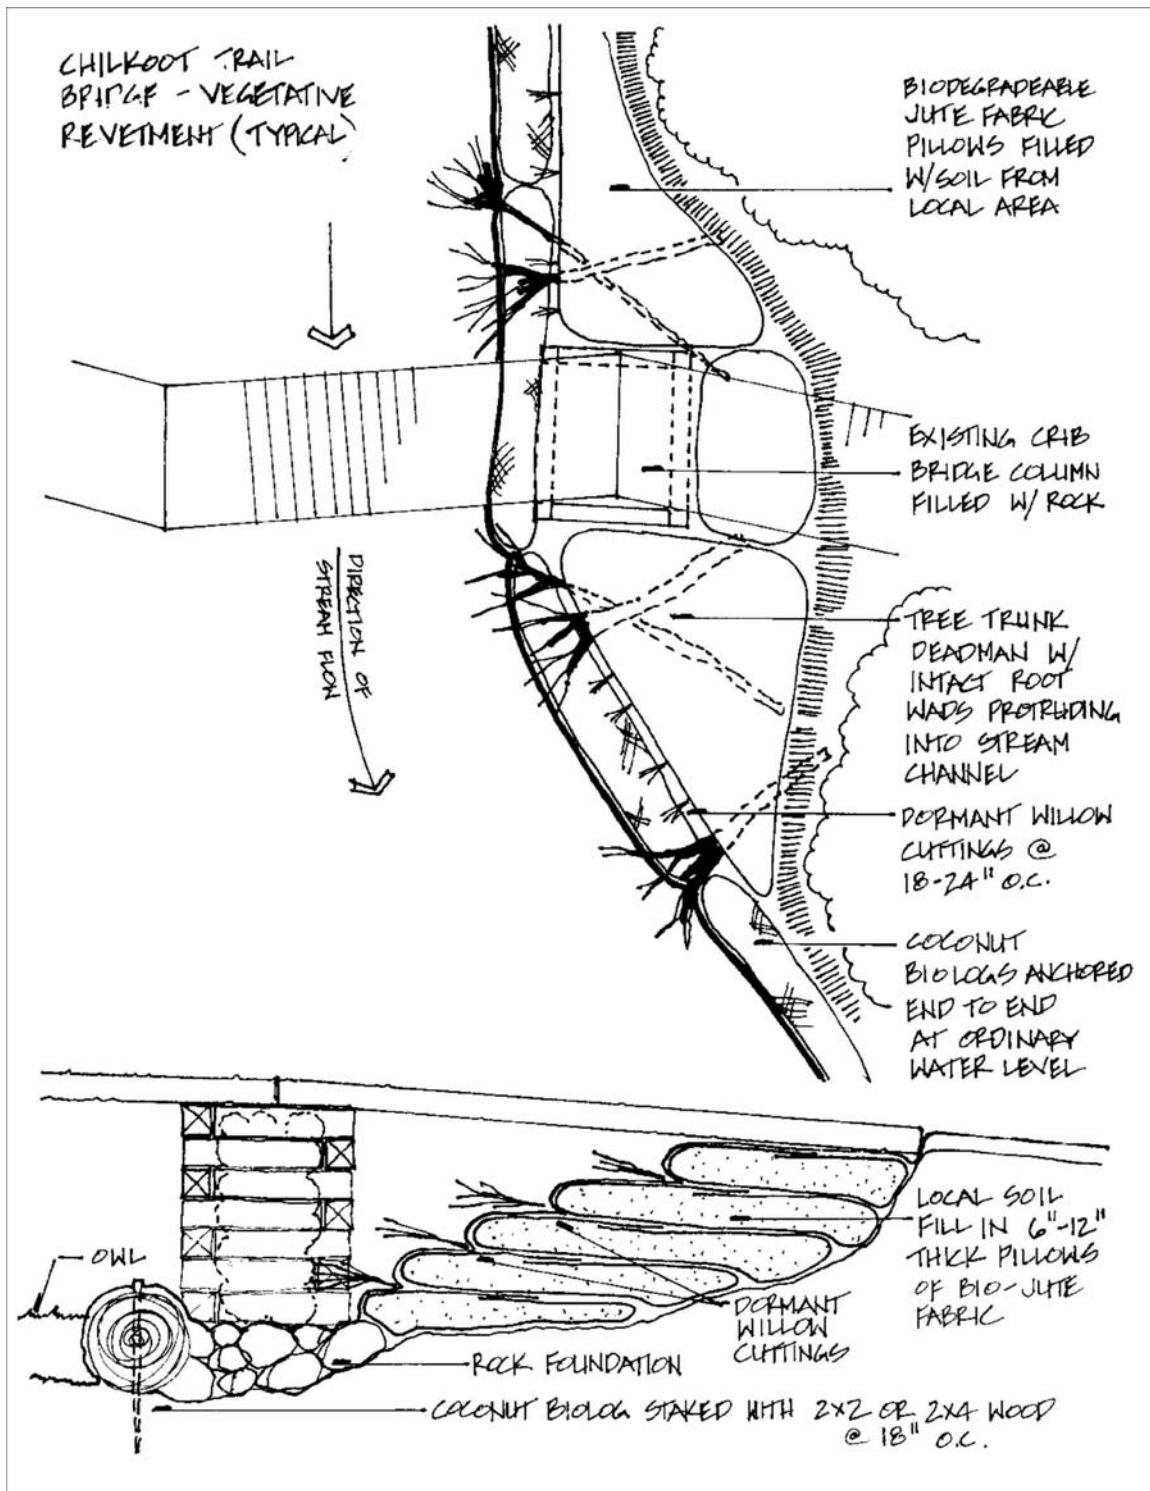 CHILKOOT TRAIL
BRIDGE - VEGETATIVE
REVETMENT (TYPICAL)
BIODEGRADEABLE
JUTE FABRIC
PILLOWS FILLED
W/SOIL FROM
LOCAL AREA
EXISTING CRIB
BRIDGE COLUMN
FILLED W/ ROCK
DIRECTION OF
STREAM FLOW
TREE TRUNK
DEADMAN W/
INTACT ROOT
WADS PROTRUDING
INTO STREAM
CHANNEL
DORMANT WILLOW
CUTTINGS @
18-24" O.C.
COCONUT
BIOLOGS ANCHORED
END TO END
AT ORDINARY
WATER LEVEL
LOCAL SOIL
FILL IN 6"-12"
THICK PILLOWS
OF BIO-JUTE
FABRIC
OWL
DORMANT
WILLOW
CUTTINGS
ROCK FOUNDATION
COCONUT BIOLOG STAKED WITH 2X2 OR 2X4 WOOD
@ 18" O.C.